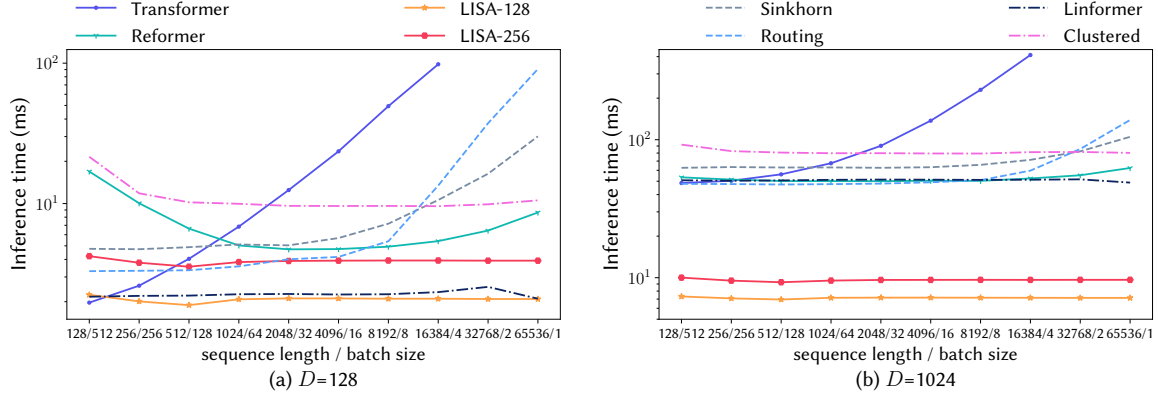 Transformer LISA-128 Sinkhorn Linformer
Reformer LISA-256 Routing Clustered
Inference time (ms)
10²
10¹
128/512 256/256 512/128 1024/64 2048/32 4096/16 8192/8 16384/4 32768/2 65536/1
sequence length / batch size
(a) D=128
Inference time (ms)
10²
10¹
128/512 256/256 512/128 1024/64 2048/32 4096/16 8192/8 16384/4 32768/2 65536/1
sequence length / batch size
(b) D=1024